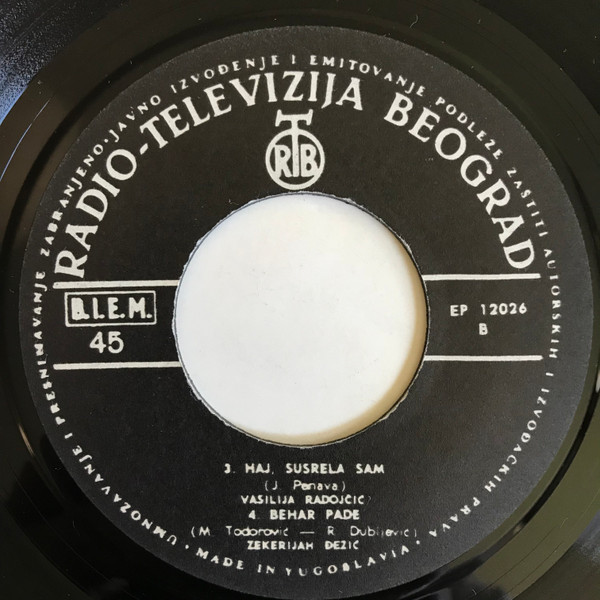 UMNOŽAVANJE I PRESNIMAVANJE ZABRANJENO · JAVNO IZVOĐENJE I EMITOVANJE PODLEŽE ZAŠTITI AUTORSKIH I IZVOĐAČKIH PRAVA ·
RADIO-TELEVIZIJA BEOGRAD
RTB
B.I.E.M.
45
EP 12026
B
3. HAJ, SUSRELA SAM
(J. Penava)
VASILIJA RADOJČIĆ
4. BEHAR PADE
(M. Todorović — R. Dubljević)
ZEKERIJAH ĐEZIĆ
· MADE IN YUGOSLAVIA ·